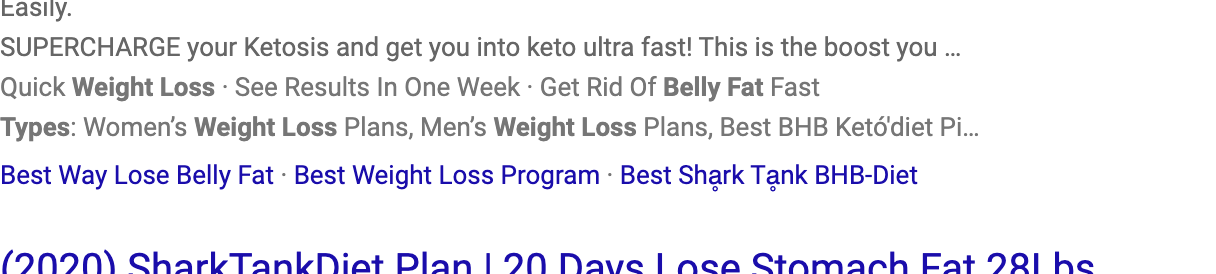 Easily.
SUPERCHARGE your Ketosis and get you into keto ultra fast! This is the boost you ...
Quick Weight Loss · See Results In One Week · Get Rid Of Belly Fat Fast
Types: Women’s Weight Loss Plans, Men’s Weight Loss Plans, Best BHB Ketó'diet Pi...
Best Way Lose Belly Fat · Best Weight Loss Program · Best Shḁrk Tḁnk BHB-Diet
(2020) SharkTankDiet Plan | 20 Days Lose Stomach Fat 28Lbs